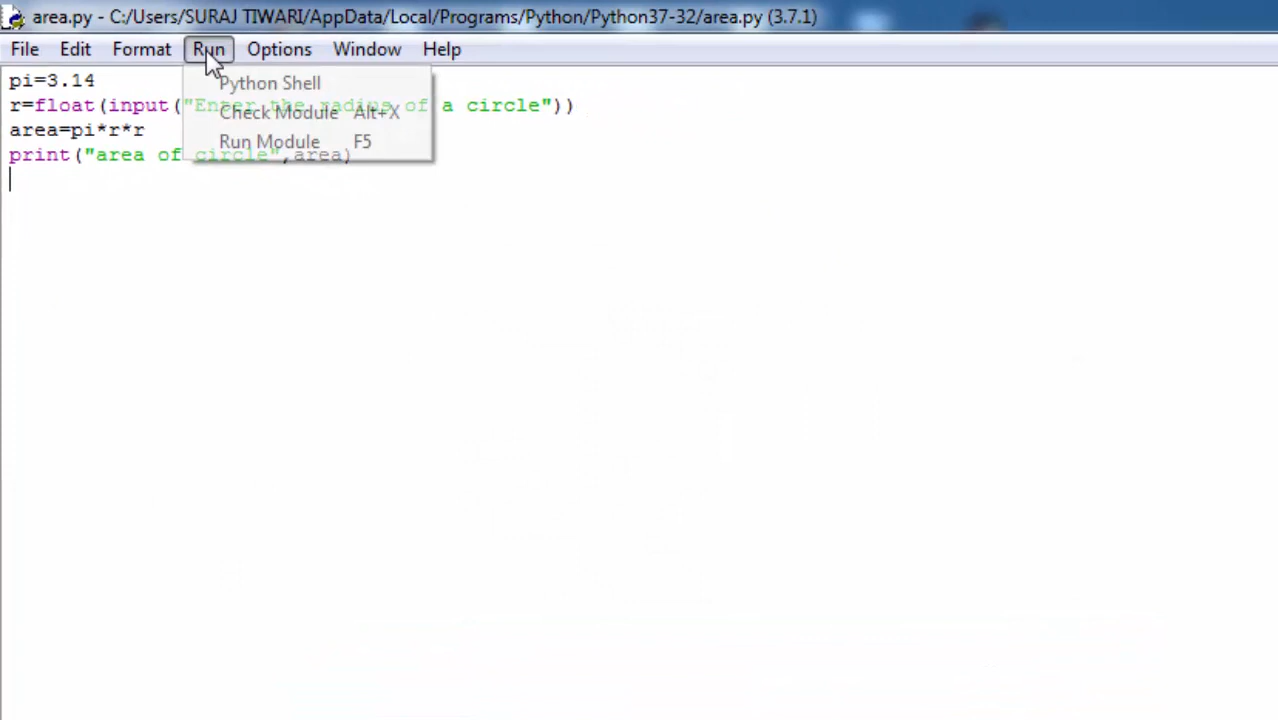 area.py - C:/Users/SURAJ TIWARI/AppData/Local/Programs/Python/Python37-32/area.py (3.7.1)
File Edit Format Run Options Window Help
pi=3.14
r=float(input("Enter the radius of a circle"))
area=pi*r*r
print("area of circle",area)
Python Shell
Check Module Alt+X
Run Module F5